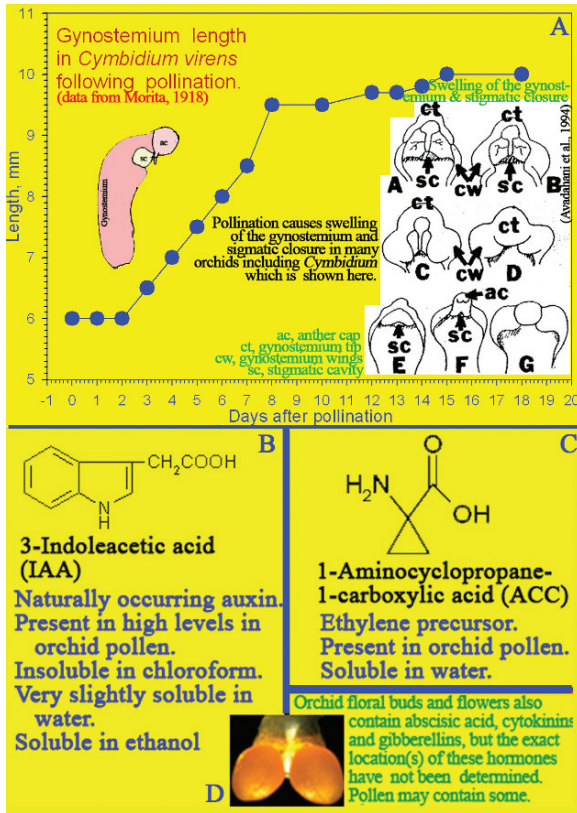 A
Gynostemium length
in Cymbidium virens
following pollination.
(data from Morita, 1918)
11
10
9
8
7
6
5
Length, mm
-1 0 1 2 3 4 5 6 7 8 9 10 11 12 13 14 15 16 17 18 19 20
Days after pollination
Gynostemium
sc
ac
Swelling of the gynost-
emium & stigmatic closure
(Avadahani et al., 1994)
ct
ct
A
sc
cw
sc
B
Pollination causes swelling
of the gynostemium and
sigmatic closure in many
orchids including Cymbidium
which is shown here.
ct
C
cw
D
ac
sc
sc
E
F
G
ac, anther cap
ct, gynostemium tip
cw, gynostemium wings
sc, stigmatic cavity
B
CH2COOH
N
H
3-Indoleacetic acid
(IAA)
Naturally occurring auxin.
Present in high levels in
orchid pollen.
Insoluble in chloroform.
Very slightly soluble in
water.
Soluble in ethanol
C
O
H2N
OH
1-Aminocyclopropane-
1-carboxylic acid (ACC)
Ethylene precursor.
Present in orchid pollen.
Soluble in water.
D
Orchid floral buds and flowers also
contain abscisic acid, cytokinins
and gibberellins, but the exact
location(s) of these hormones
have not been determined.
Pollen may contain some.